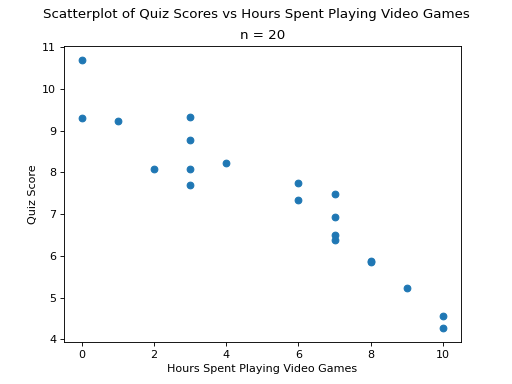 Scatterplot of Quiz Scores vs Hours Spent Playing Video Games
n = 20
11
10
9
8
7
6
5
4
Quiz Score
0 2 4 6 8 10
Hours Spent Playing Video Games